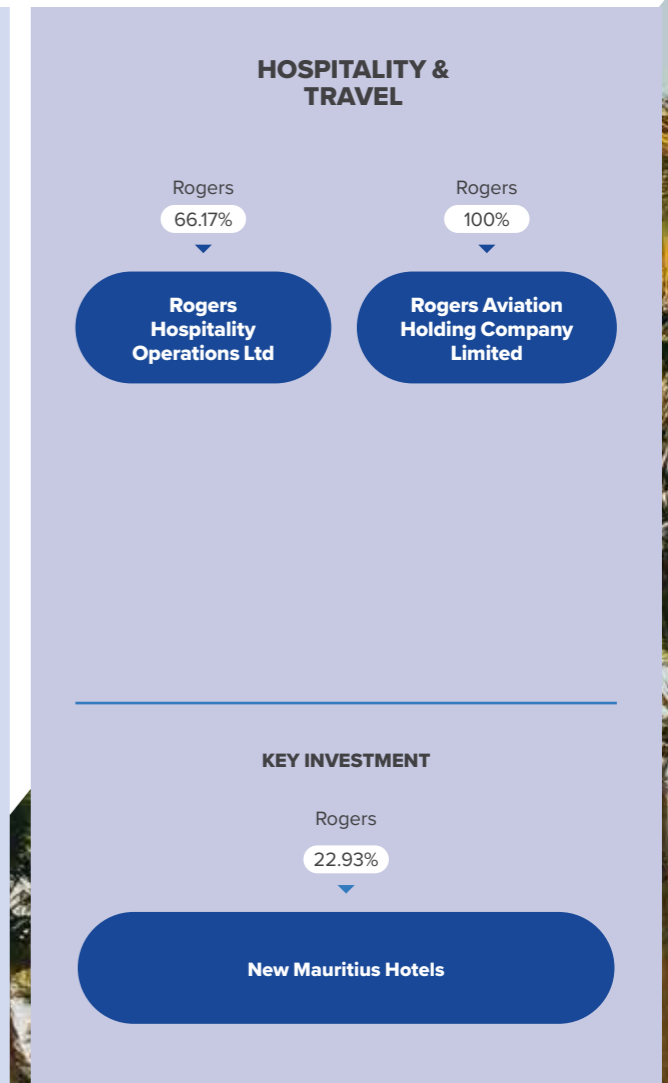 HOSPITALITY &
TRAVEL
Rogers
66.17%
Rogers
Hospitality
Operations Ltd
Rogers
100%
Rogers Aviation
Holding Company
Limited
KEY INVESTMENT
Rogers
22.93%
New Mauritius Hotels